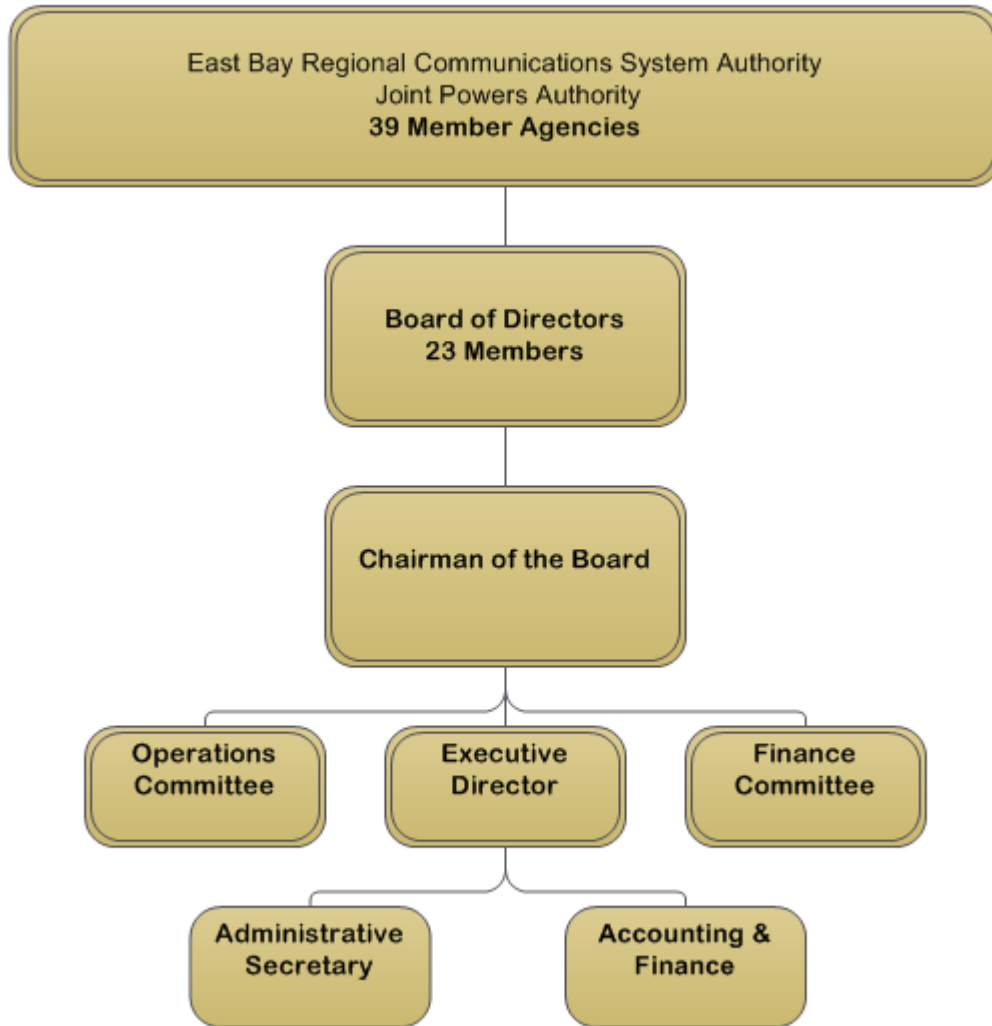 East Bay Regional Communications System Authority
Joint Powers Authority
39 Member Agencies
Board of Directors
23 Members
Chairman of the Board
Operations
Committee
Executive
Director
Finance
Committee
Administrative
Secretary
Accounting &
Finance